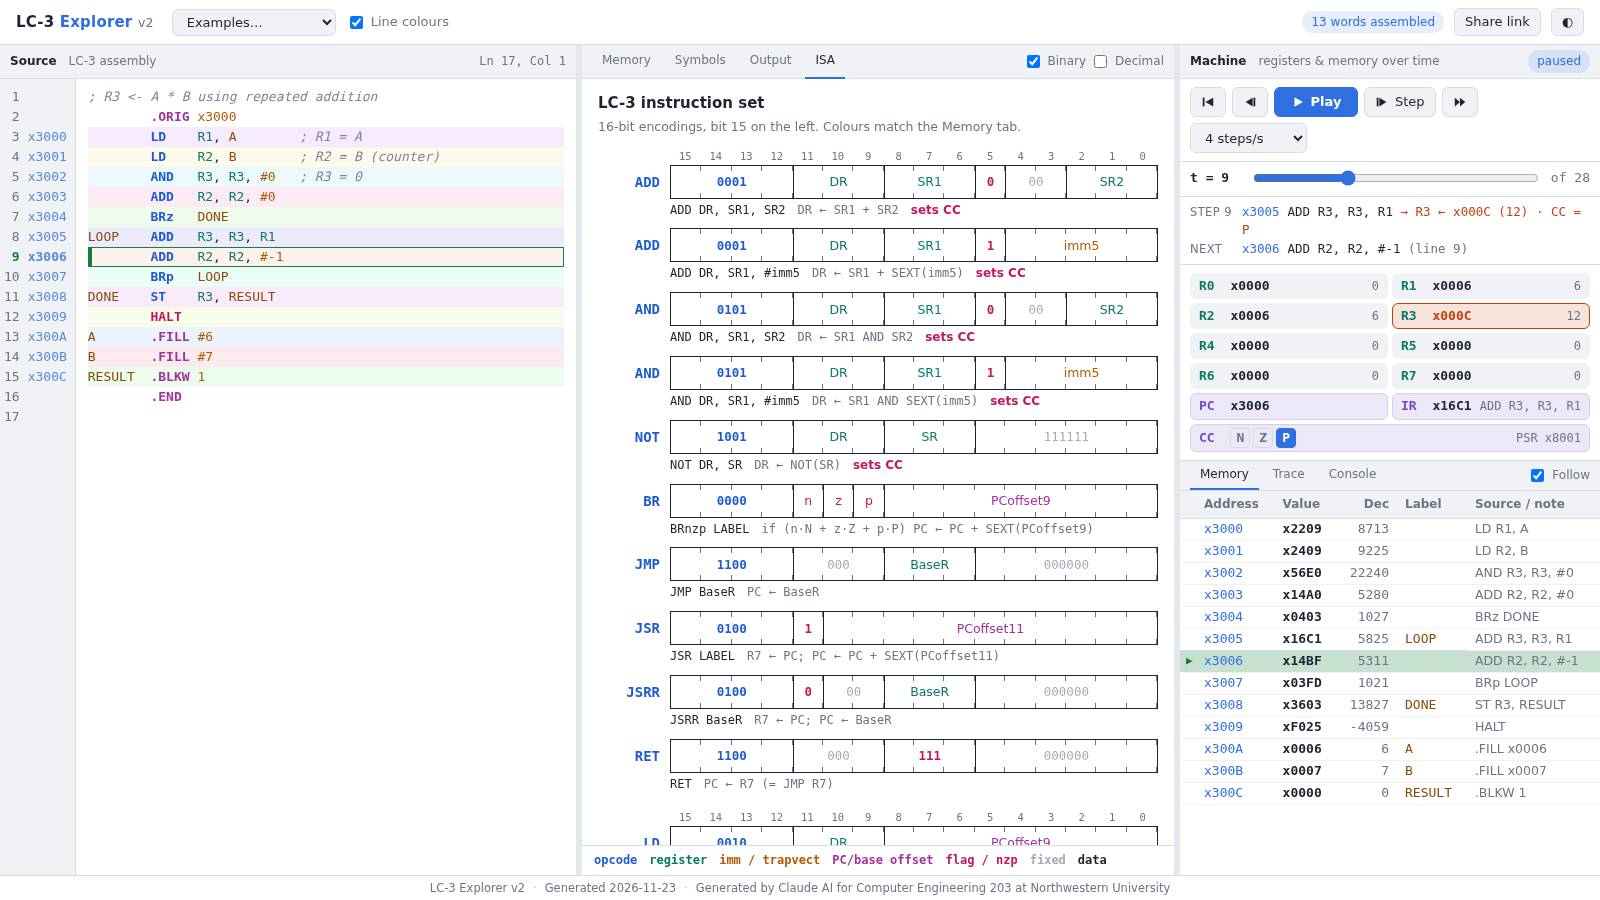 LC-3 Explorer v2
Examples…
Line colours
13 words assembled
Share link
Source LC-3 assembly Ln 17, Col 1
1 ; R3 <- A * B using repeated addition
2 .ORIG x3000
3 x3000 LD R1, A ; R1 = A
4 x3001 LD R2, B ; R2 = B (counter)
5 x3002 AND R3, R3, #0 ; R3 = 0
6 x3003 ADD R2, R2, #0
7 x3004 BRz DONE
8 x3005 LOOP ADD R3, R3, R1
9 x3006 ADD R2, R2, #-1
10 x3007 BRp LOOP
11 x3008 DONE ST R3, RESULT
12 x3009 HALT
13 x300A A .FILL #6
14 x300B B .FILL #7
15 x300C RESULT .BLKW 1
16 .END
17
Memory Symbols Output ISA Binary Decimal
LC-3 instruction set
16-bit encodings, bit 15 on the left. Colours match the Memory tab.
15 14 13 12 11 10 9 8 7 6 5 4 3 2 1 0
ADD 0001 DR SR1 0 00 SR2
ADD DR, SR1, SR2 DR ← SR1 + SR2 sets CC
ADD 0001 DR SR1 1 imm5
ADD DR, SR1, #imm5 DR ← SR1 + SEXT(imm5) sets CC
AND 0101 DR SR1 0 00 SR2
AND DR, SR1, SR2 DR ← SR1 AND SR2 sets CC
AND 0101 DR SR1 1 imm5
AND DR, SR1, #imm5 DR ← SR1 AND SEXT(imm5) sets CC
NOT 1001 DR SR 111111
NOT DR, SR DR ← NOT(SR) sets CC
BR 0000 n z p PCoffset9
BRnzp LABEL if (n·N + z·Z + p·P) PC ← PC + SEXT(PCoffset9)
JMP 1100 000 BaseR 000000
JMP BaseR PC ← BaseR
JSR 0100 1 PCoffset11
JSR LABEL R7 ← PC; PC ← PC + SEXT(PCoffset11)
JSRR 0100 0 00 BaseR 000000
JSRR BaseR R7 ← PC; PC ← BaseR
RET 1100 000 111 000000
RET PC ← R7 (= JMP R7)
15 14 13 12 11 10 9 8 7 6 5 4 3 2 1 0
LD 0010 DR PCoffset9
opcode register imm / trapvect PC/base offset flag / nzp fixed data
Machine registers & memory over time paused
Play Step
4 steps/s
t = 9 of 28
STEP 9 x3005 ADD R3, R3, R1 → R3 ← x000C (12) · CC =
P
NEXT x3006 ADD R2, R2, #-1 (line 9)
R0 x0000 0 R1 x0006 6
R2 x0006 6 R3 x000C 12
R4 x0000 0 R5 x0000 0
R6 x0000 0 R7 x0000 0
PC x3006 IR x16C1 ADD R3, R3, R1
CC N Z P PSR x8001
Memory Trace Console Follow
Address Value Dec Label Source / note
x3000 x2209 8713 LD R1, A
x3001 x2409 9225 LD R2, B
x3002 x56E0 22240 AND R3, R3, #0
x3003 x14A0 5280 ADD R2, R2, #0
x3004 x0403 1027 BRz DONE
x3005 x16C1 5825 LOOP ADD R3, R3, R1
▶ x3006 x14BF 5311 ADD R2, R2, #-1
x3007 x03FD 1021 BRp LOOP
x3008 x3603 13827 DONE ST R3, RESULT
x3009 xF025 -4059 HALT
x300A x0006 6 A .FILL x0006
x300B x0007 7 B .FILL x0007
x300C x0000 0 RESULT .BLKW 1
LC-3 Explorer v2 · Generated 2026-11-23 · Generated by Claude AI for Computer Engineering 203 at Northwestern University